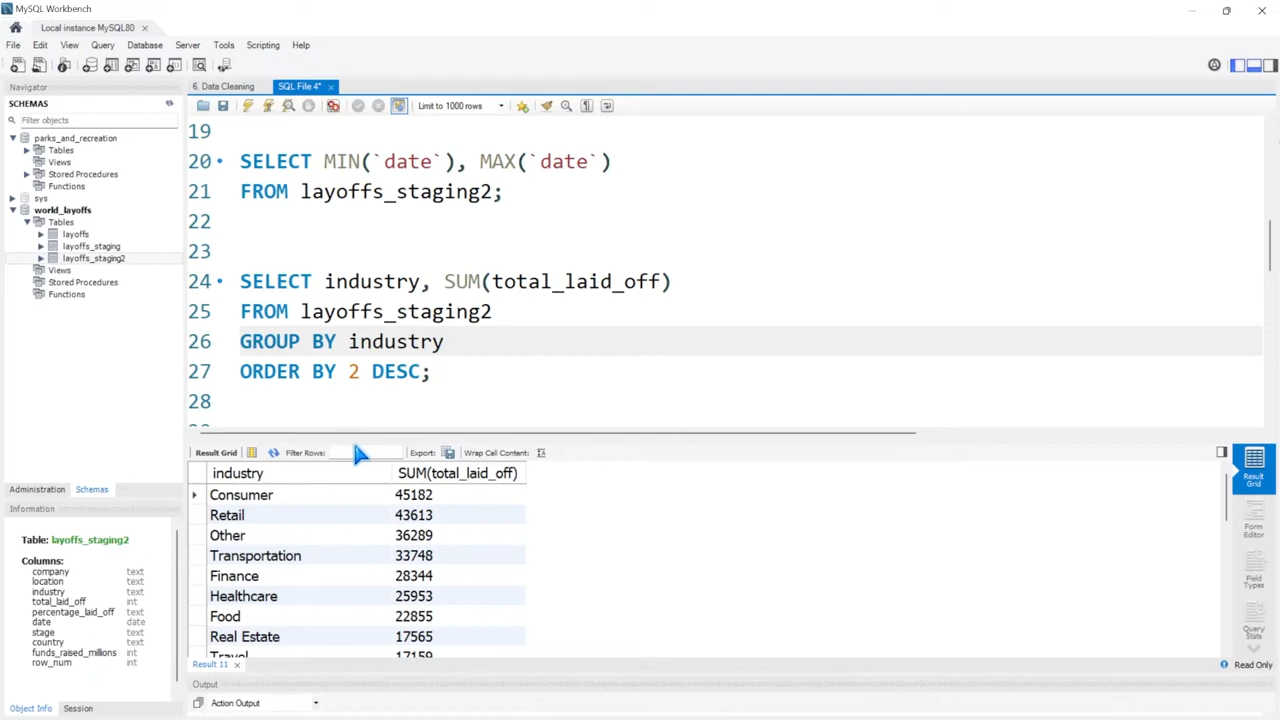 MySQL Workbench
Local instance MySQL80
File Edit View Query Database Server Tools Scripting Help
Navigator
SCHEMAS
Filter objects
parks_and_recreation
Tables
Views
Stored Procedures
Functions
sys
world_layoffs
Tables
layoffs
layoffs_staging
layoffs_staging2
Views
Stored Procedures
Functions
Administration Schemas
Information
Table: layoffs_staging2
Columns:
company text
location text
industry text
total_laid_off int
percentage_laid_off text
date date
stage text
country text
funds_raised_millions int
row_num int
Object Info Session
6. Data Cleaning SQL File 4*
Limit to 1000 rows
19
20 SELECT MIN(`date`), MAX(`date`)
21 FROM layoffs_staging2;
22
23
24 SELECT industry, SUM(total_laid_off)
25 FROM layoffs_staging2
26 GROUP BY industry
27 ORDER BY 2 DESC;
28
Result Grid Filter Rows: Export: Wrap Cell Content:
industry SUM(total_laid_off)
Consumer 45182
Retail 43613
Other 36289
Transportation 33748
Finance 28344
Healthcare 25953
Food 22855
Real Estate 17565
Travel 17159
Result 11
Output
Action Output
Result Grid
Form Editor
Field Types
Query Stats
Read Only